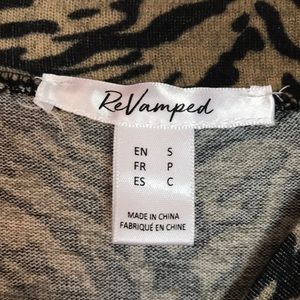 ReVamped
EN S
FR P
ES C
MADE IN CHINA
FABRIQUÉ EN CHINE